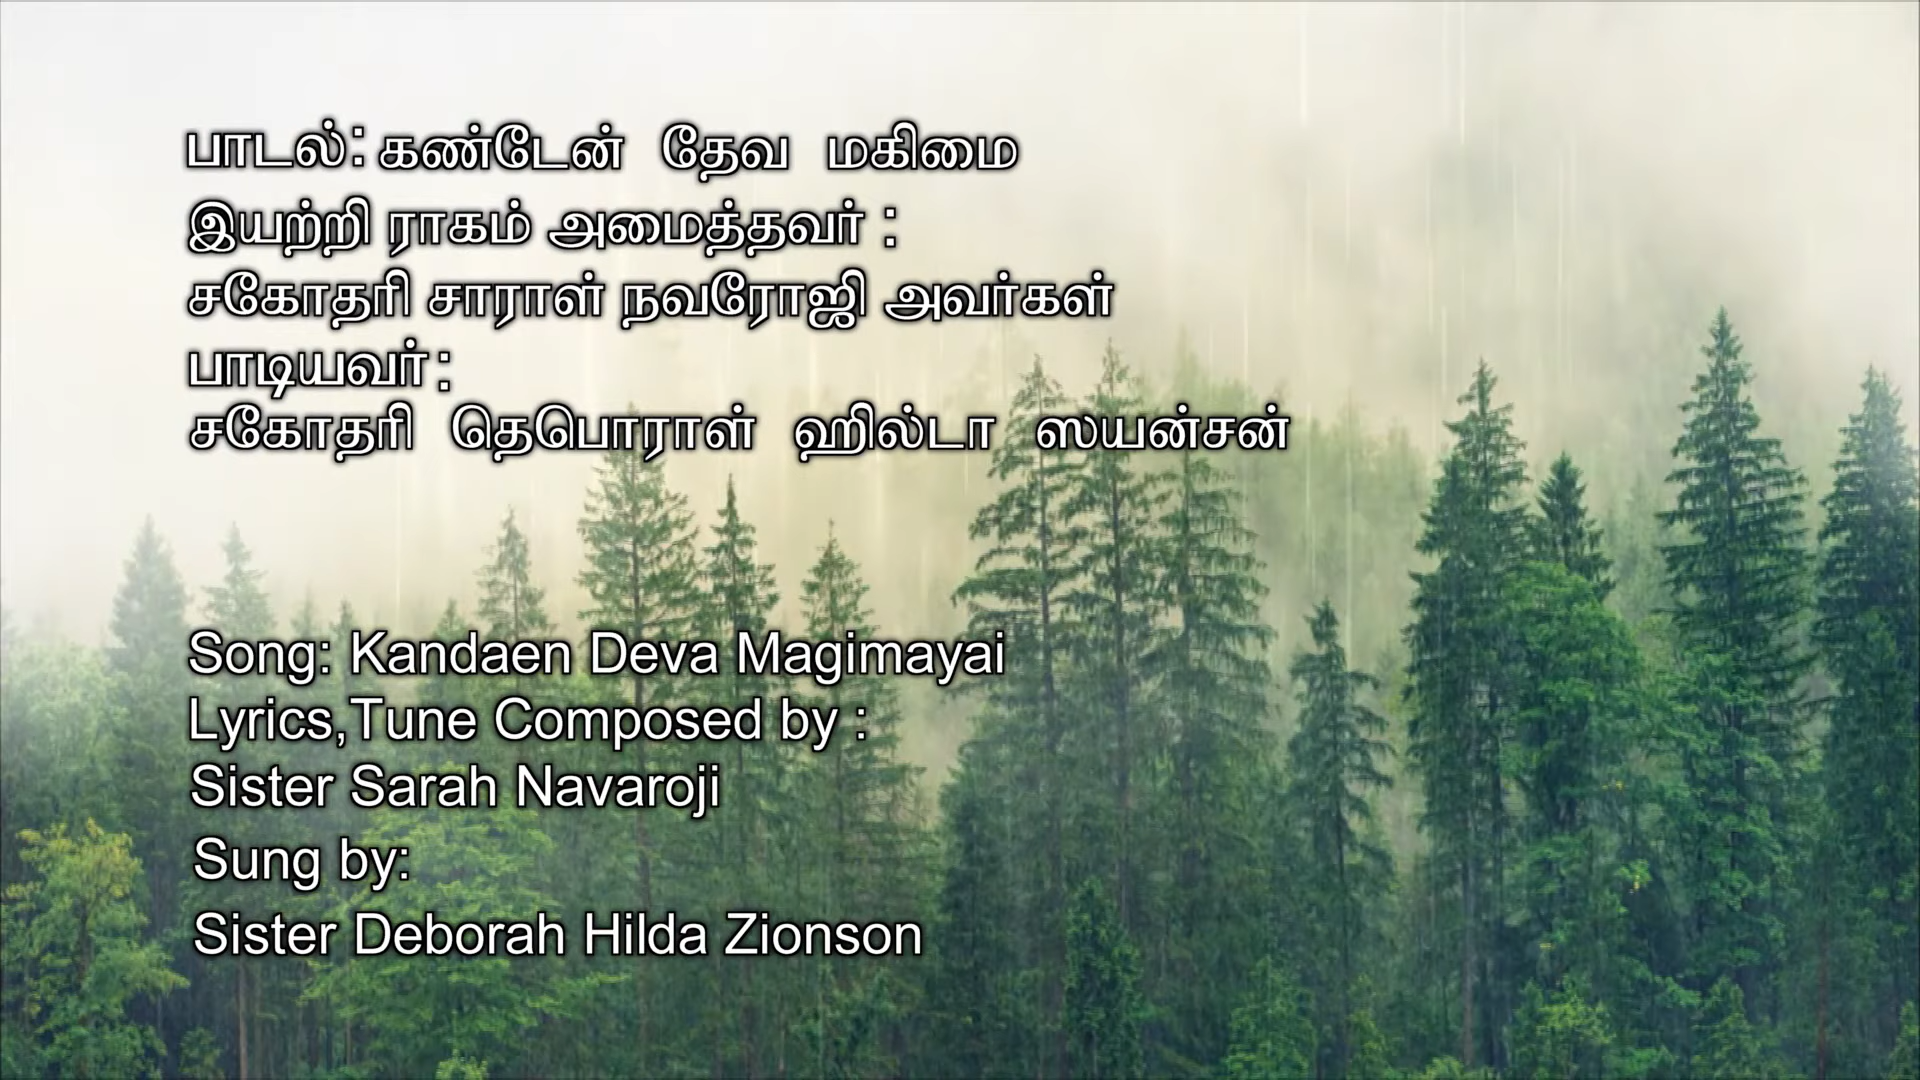 பாடல்: கண்டேன் தேவ மகிமை
இயற்றி ராகம் அமைத்தவர் :
சகோதரி சாராள் நவரோஜி அவர்கள்
பாடியவர்:
சகோதரி தெபொராள் ஹில்டா ஸயன்சன்
Song: Kandaen Deva Magimayai
Lyrics,Tune Composed by :
Sister Sarah Navaroji
Sung by:
Sister Deborah Hilda Zionson